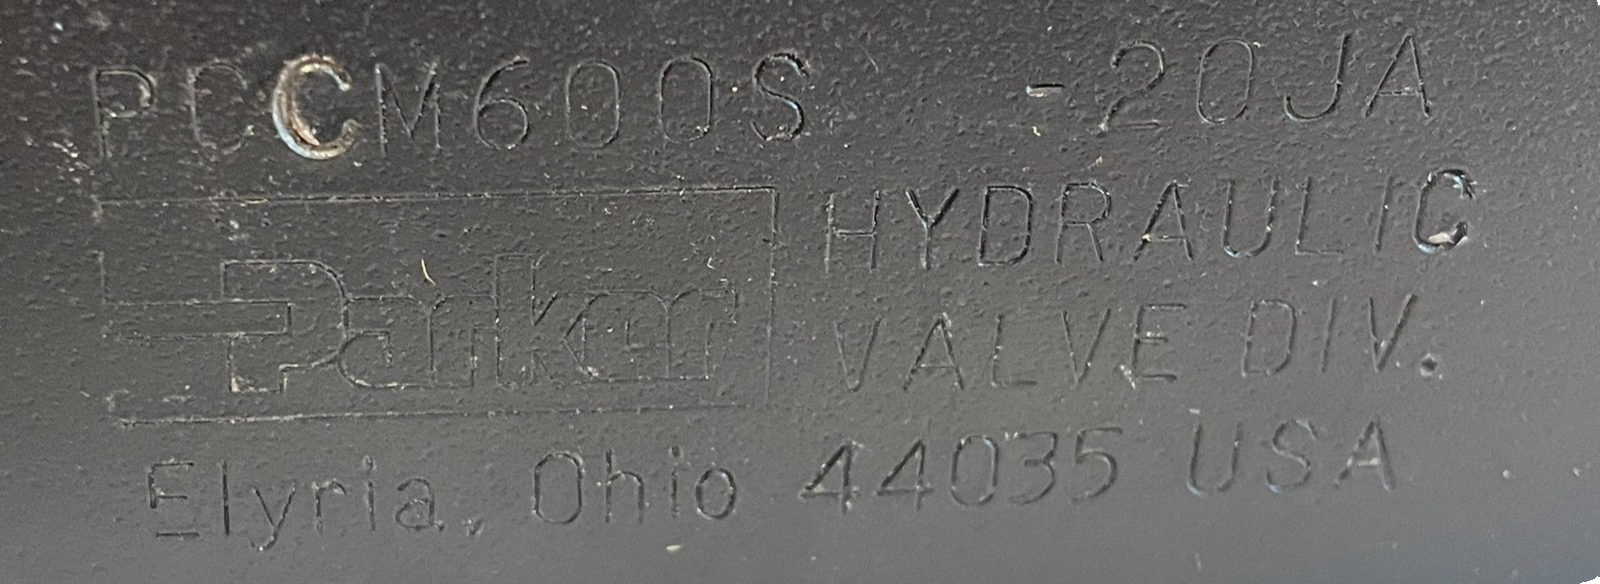 PCCM600S -20JA
Parker HYDRAULIC
VALVE DIV.
Elyria, Ohio 44035 USA